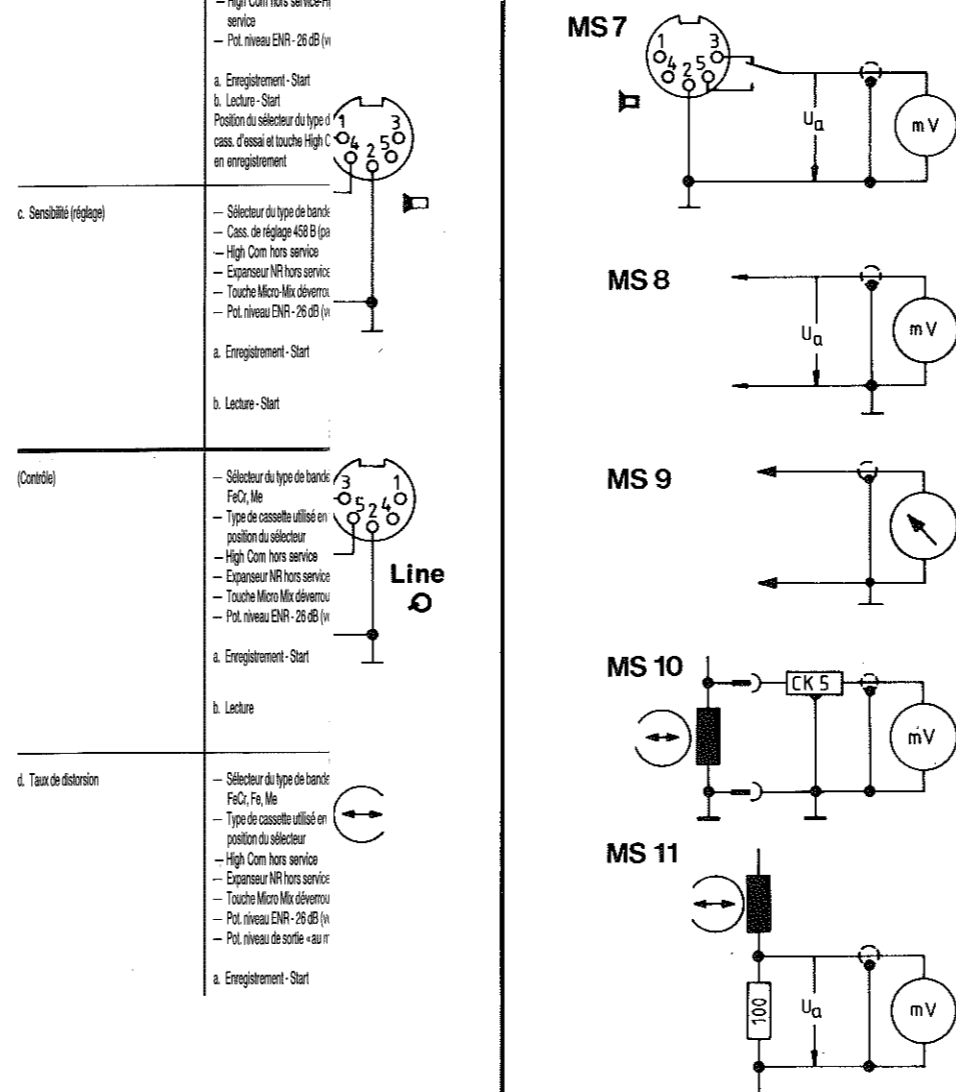 — High Com hors service-H
service
— Pot. niveau ENR - 26 dB (v
a. Enregistrement - Start
b. Lecture - Start
Position du sélecteur du type d
cass. d'essai et touche High C
en enregistrement
1 3
4 2 5
c. Sensibilité (réglage)
— Sélecteur du type de bande
— Cass. de réglage 458 B (pa
— High Com hors service
— Expanseur NR hors service
— Touche Micro-Mix déverrou
— Pot. niveau ENR - 26 dB (v
a. Enregistrement - Start
b. Lecture - Start
(Contrôle)
— Sélecteur du type de bande
FeCr, Me
— Type de cassette utilisé en
position du sélecteur
— High Com hors service
— Expanseur NR hors service
— Touche Micro Mix déverrou
— Pot. niveau ENR - 26 dB (v
a. Enregistrement - Start
b. Lecture
3 1
5 2 4
Line
d. Taux de distorsion
— Sélecteur du type de bande
FeCr, Fe, Me
— Type de cassette utilisé en
position du sélecteur
— High Com hors service
— Expanseur NR hors service
— Touche Micro Mix déverrou
— Pot. niveau ENR - 26 dB (v
— Pot. niveau de sortie «au m
a. Enregistrement - Start
MS 7
1 3
4 2 5
Ua
mV
MS 8
Ua
mV
MS 9
MS 10
CK 5
mV
MS 11
100
Ua
mV